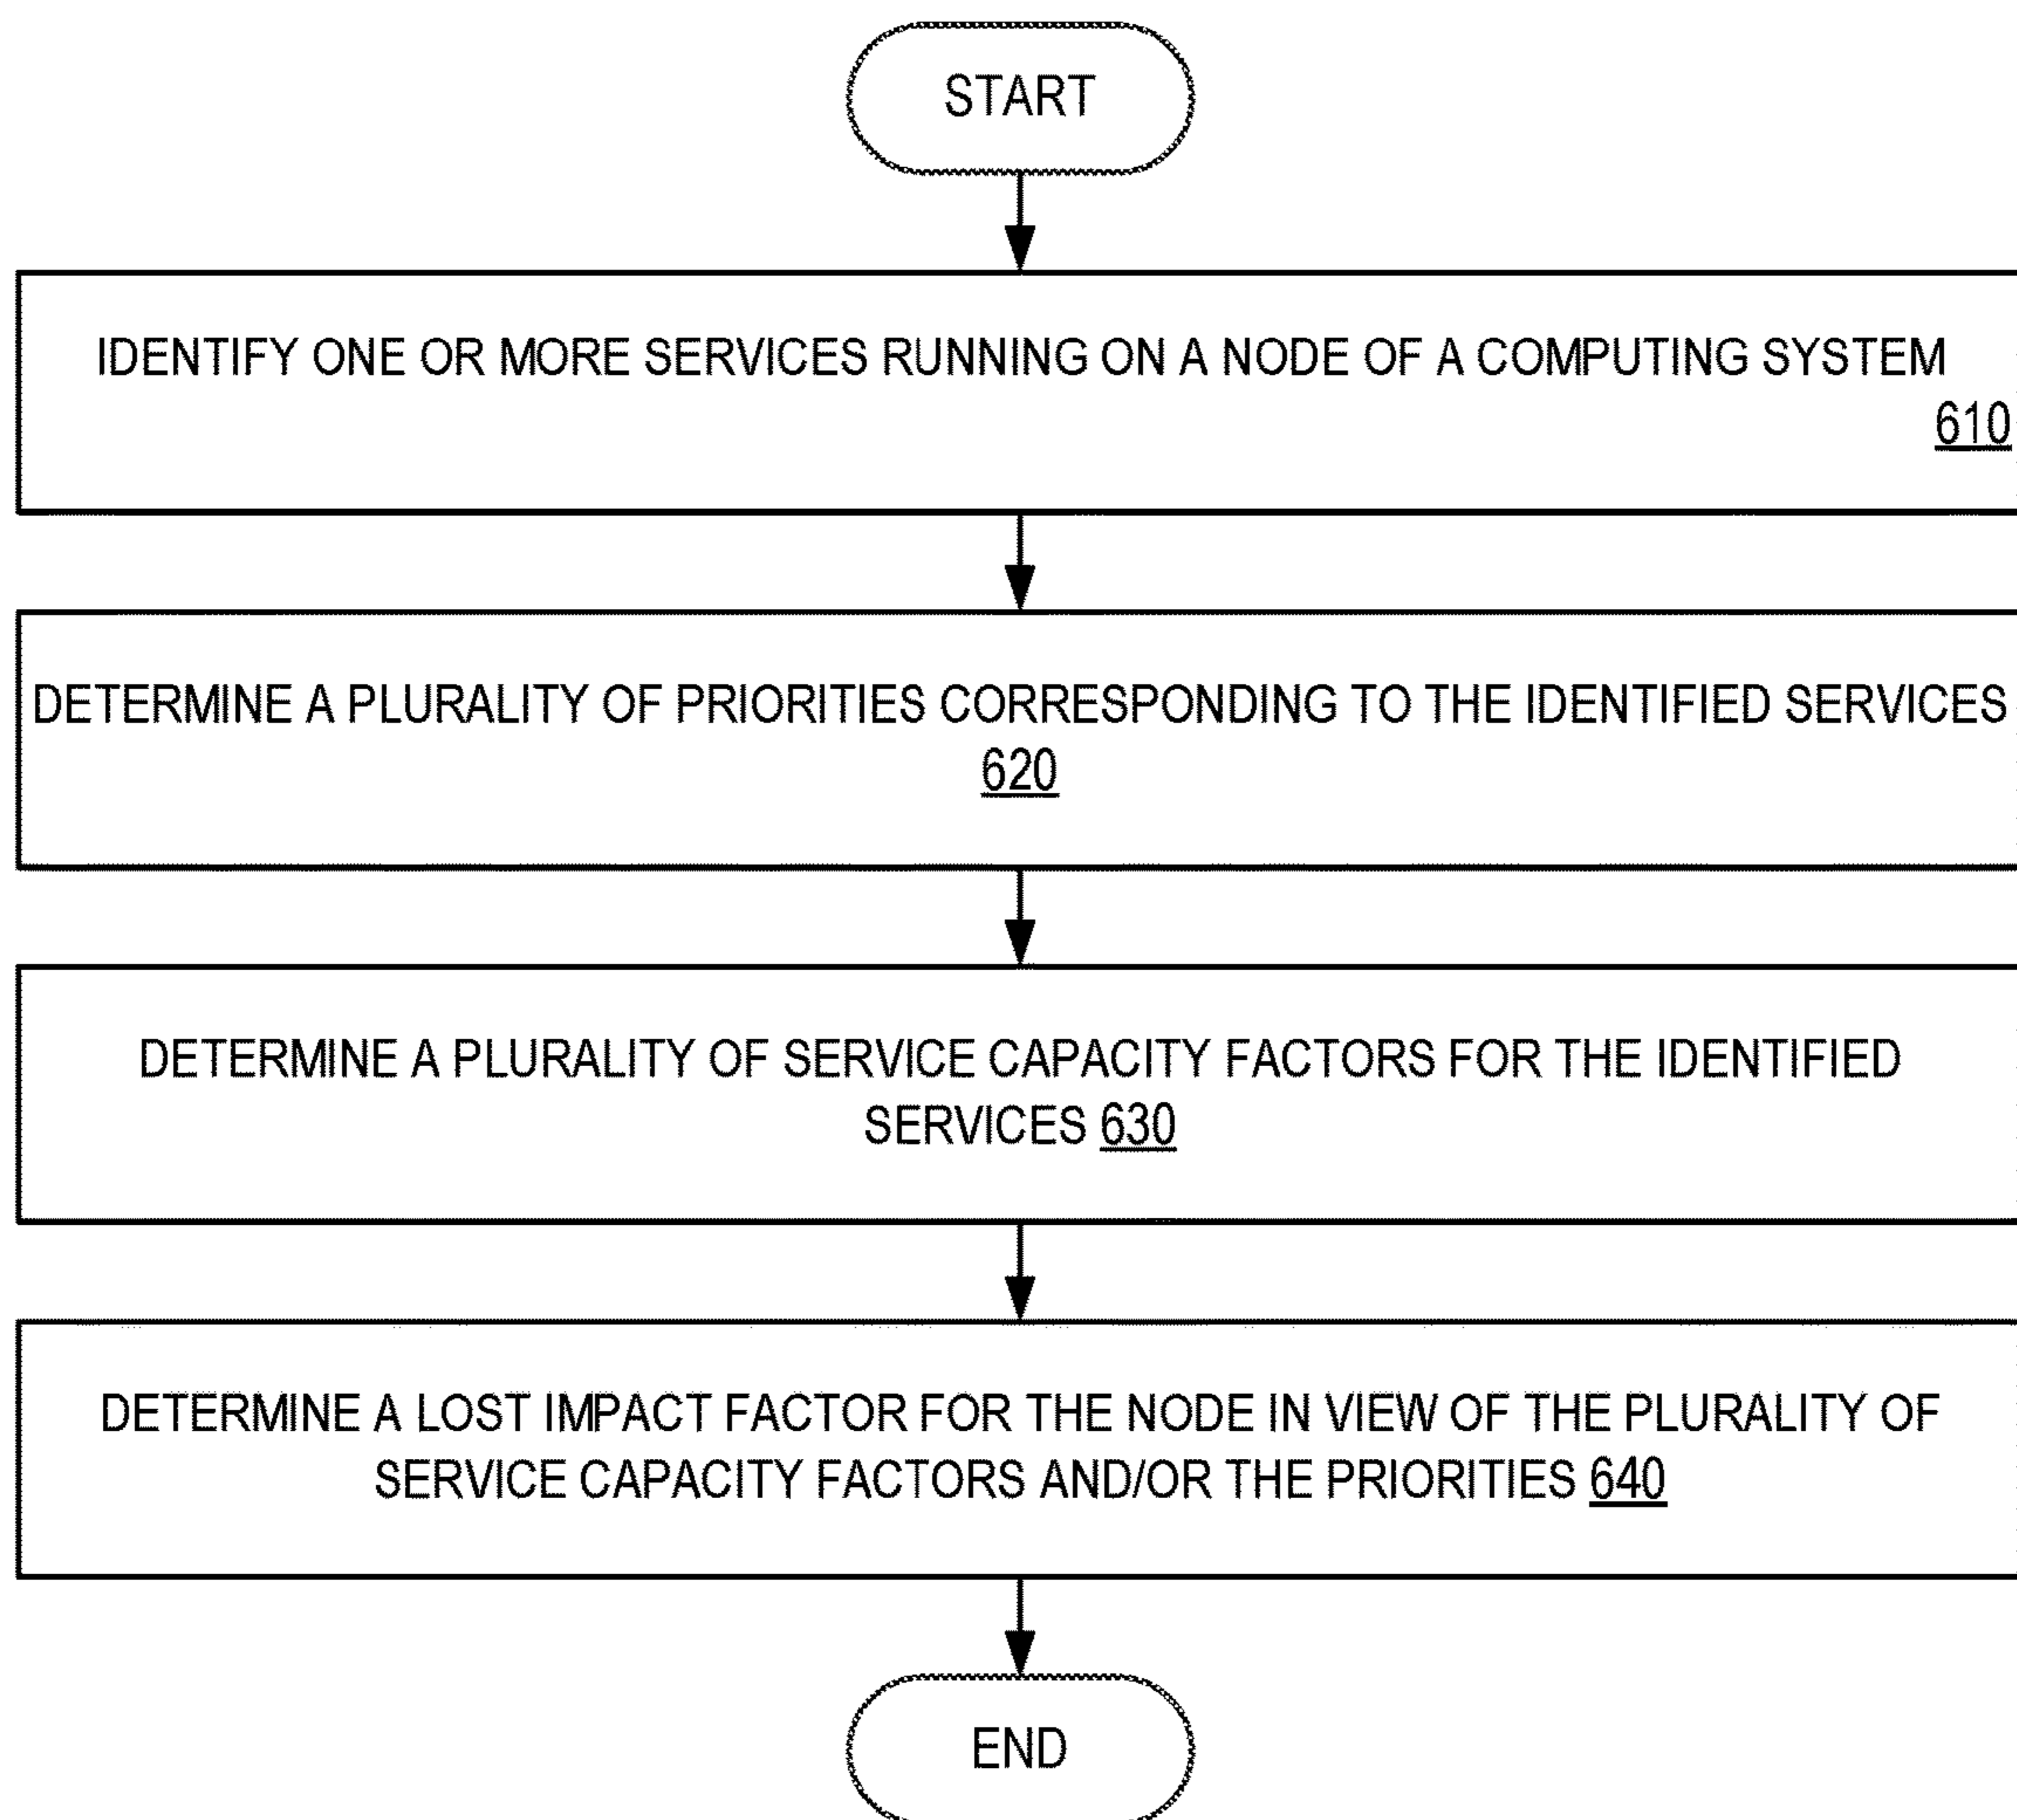 START
IDENTIFY ONE OR MORE SERVICES RUNNING ON A NODE OF A COMPUTING SYSTEM
610
DETERMINE A PLURALITY OF PRIORITIES CORRESPONDING TO THE IDENTIFIED SERVICES
620
DETERMINE A PLURALITY OF SERVICE CAPACITY FACTORS FOR THE IDENTIFIED
SERVICES 630
DETERMINE A LOST IMPACT FACTOR FOR THE NODE IN VIEW OF THE PLURALITY OF
SERVICE CAPACITY FACTORS AND/OR THE PRIORITIES 640
END